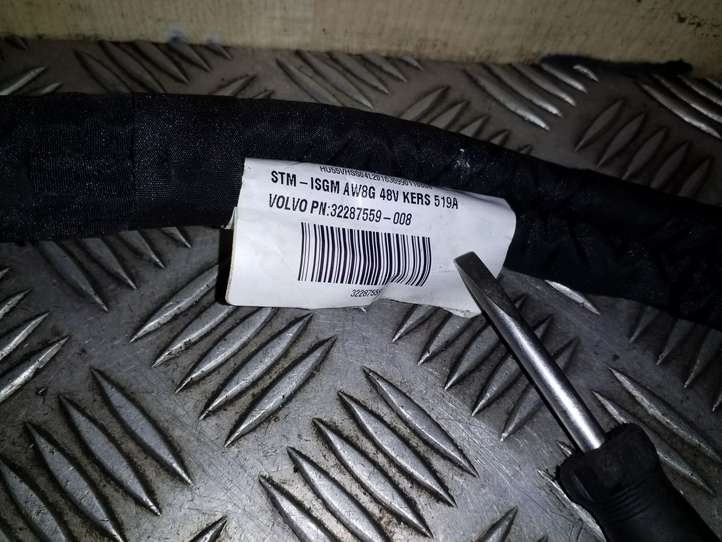 STM - ISGM AW8G 48V KERS 519A
VOLVO PN:32287559-008